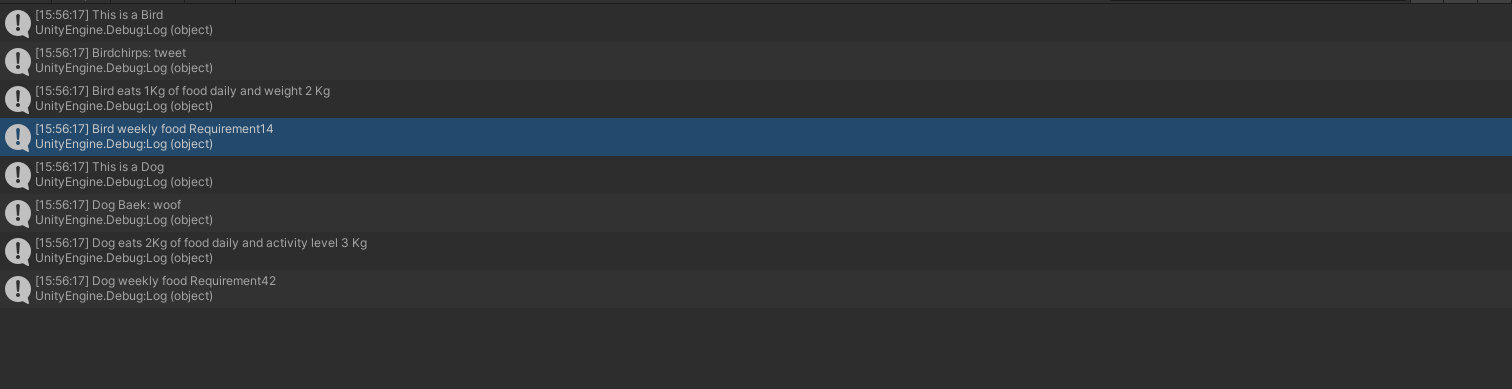 [15:56:17] This is a Bird
UnityEngine.Debug:Log (object)
[15:56:17] Birdchirps: tweet
UnityEngine.Debug:Log (object)
[15:56:17] Bird eats 1Kg of food daily and weight 2 Kg
UnityEngine.Debug:Log (object)
[15:56:17] Bird weekly food Requirement14
UnityEngine.Debug:Log (object)
[15:56:17] This is a Dog
UnityEngine.Debug:Log (object)
[15:56:17] Dog Baek: woof
UnityEngine.Debug:Log (object)
[15:56:17] Dog eats 2Kg of food daily and activity level 3 Kg
UnityEngine.Debug:Log (object)
[15:56:17] Dog weekly food Requirement42
UnityEngine.Debug:Log (object)